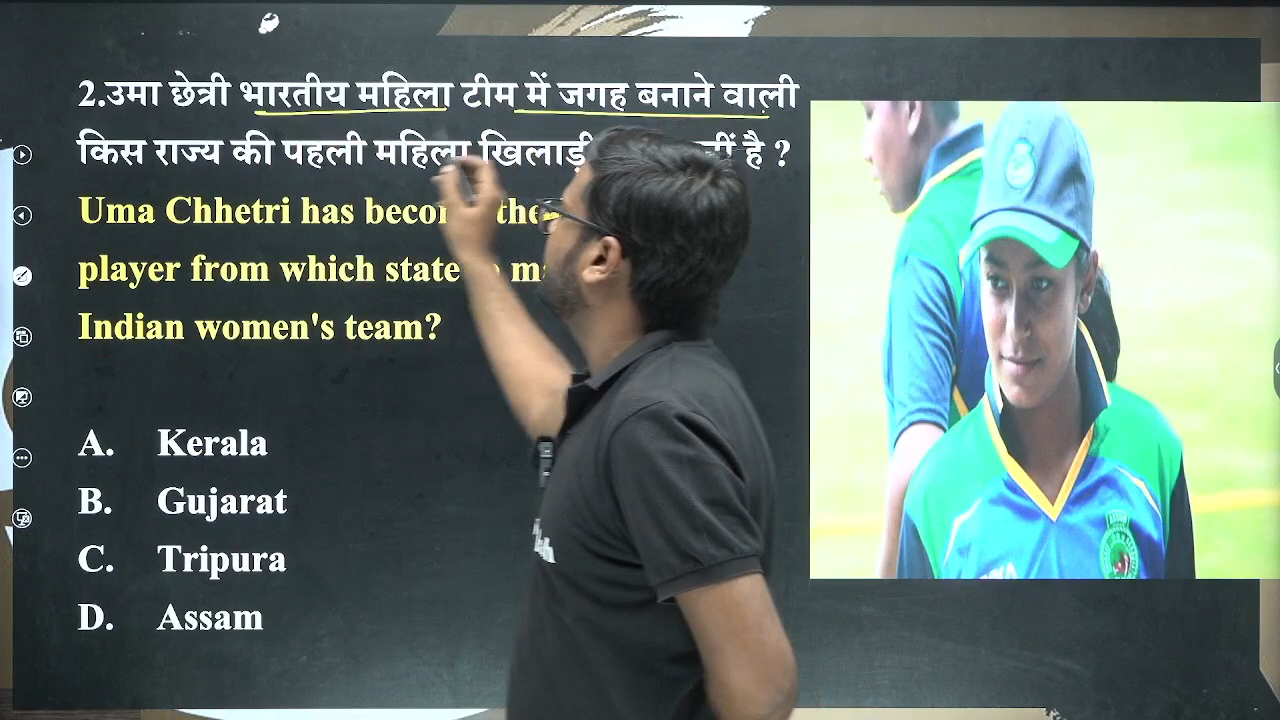 2.उमा छेत्री भारतीय महिला टीम में जगह बनाने वाली
किस राज्य की पहली महिला खिलाड़ी है ?
Uma Chhetri has the
player from which state
Indian women's team?
A. Kerala
B. Gujarat
C. Tripura
D. Assam